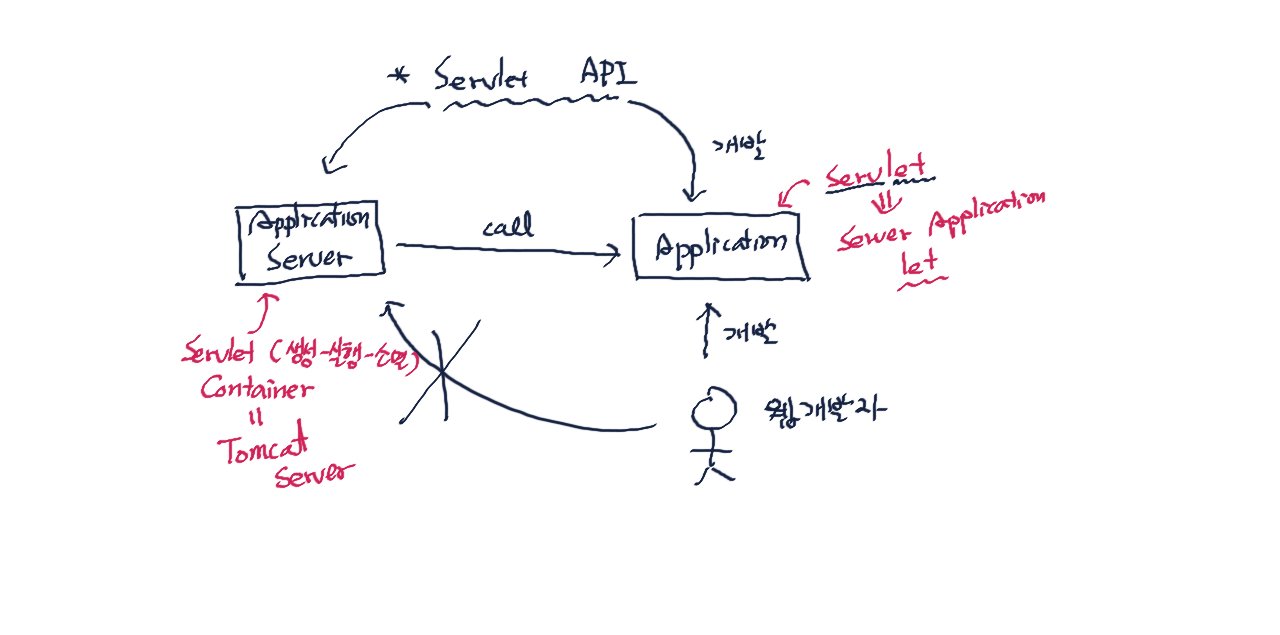 * Servlet API
개발
Servlet
||
Server Application
let
Application
Server
call
Application
Servlet (생성-실행-소멸)
Container
||
Tomcat
Server
개발
웹개발자